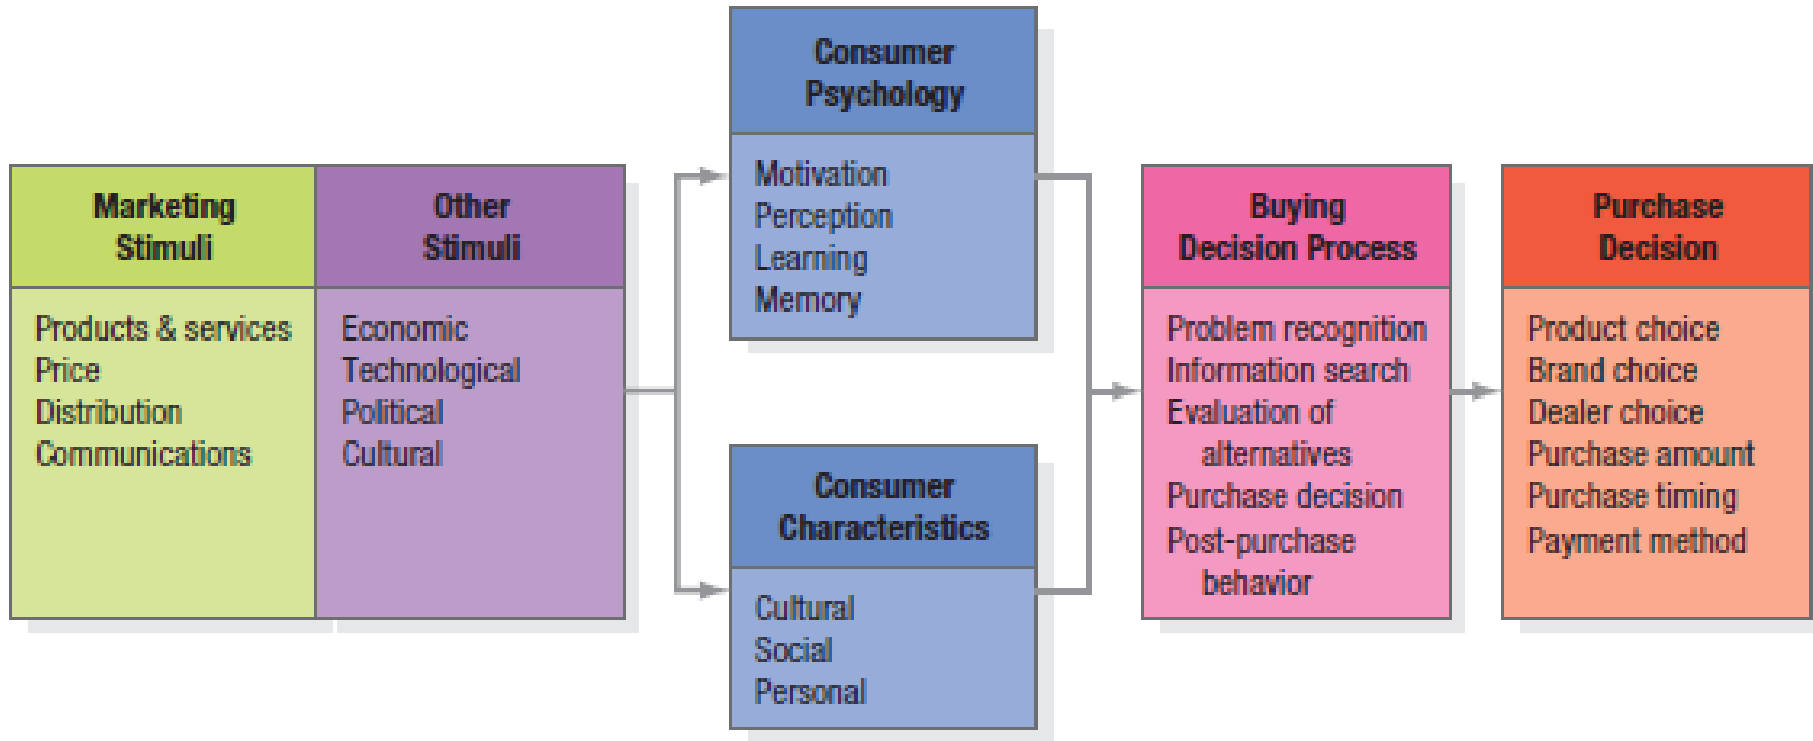 Marketing
Stimuli
Products & services
Price
Distribution
Communications
Other
Stimuli
Economic
Technological
Political
Cultural
Consumer
Psychology
Motivation
Perception
Learning
Memory
Consumer
Characteristics
Cultural
Social
Personal
Buying
Decision Process
Problem recognition
Information search
Evaluation of
alternatives
Purchase decision
Post-purchase
behavior
Purchase
Decision
Product choice
Brand choice
Dealer choice
Purchase amount
Purchase timing
Payment method